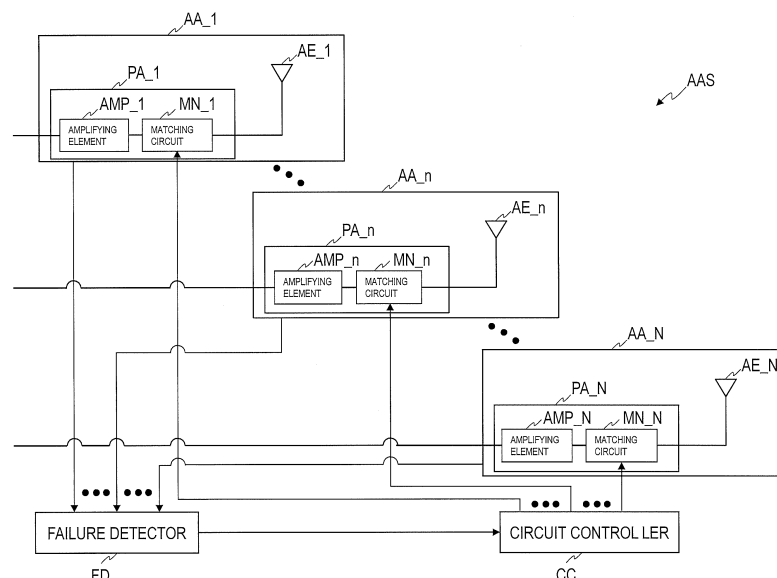 AA_1
AE_1
PA_1
AMP_1
MN_1
AAS
AMPLIFYING
ELEMENT
MATCHING
CIRCUIT
AA_n
AE_n
PA_n
AMP_n
MN_n
AMPLIFYING
ELEMENT
MATCHING
CIRCUIT
AA_N
AE_N
PA_N
AMP_N
MN_N
AMPLIFYING
ELEMENT
MATCHING
CIRCUIT
FAILURE DETECTOR
CIRCUIT CONTROL LER
FD
CC